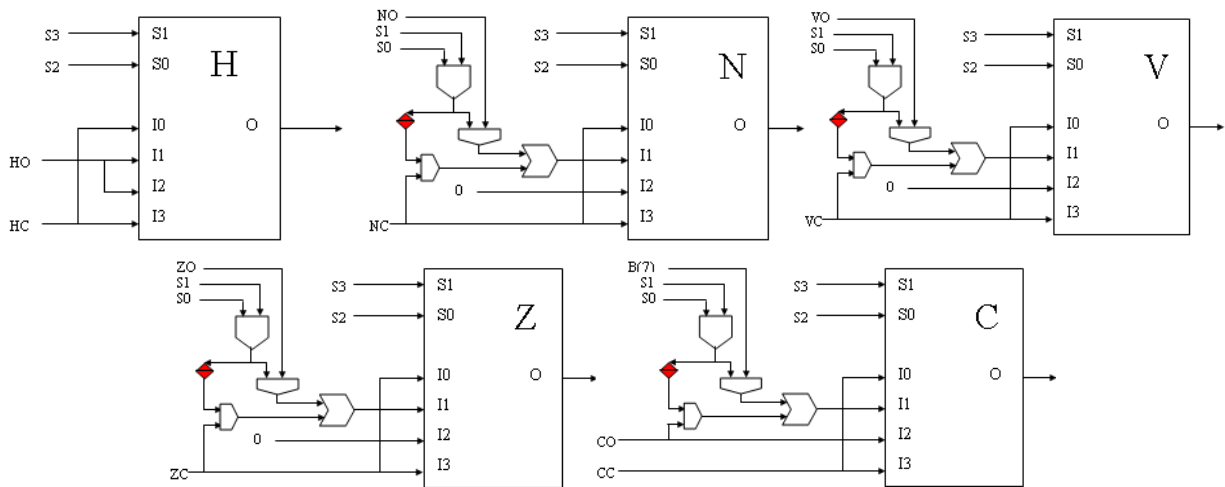 S3
S2
HO
HC
S1
S0
I0
I1
I2
I3
H
O
NO
S1
S0
0
NC
S3
S2
S1
S0
I0
I1
I2
I3
N
O
VO
S1
S0
0
VC
S3
S2
S1
S0
I0
I1
I2
I3
V
O
ZO
S1
S0
0
ZC
S3
S2
S1
S0
I0
I1
I2
I3
Z
O
B(7)
S1
S0
CO
CC
S3
S2
S1
S0
I0
I1
I2
I3
C
O